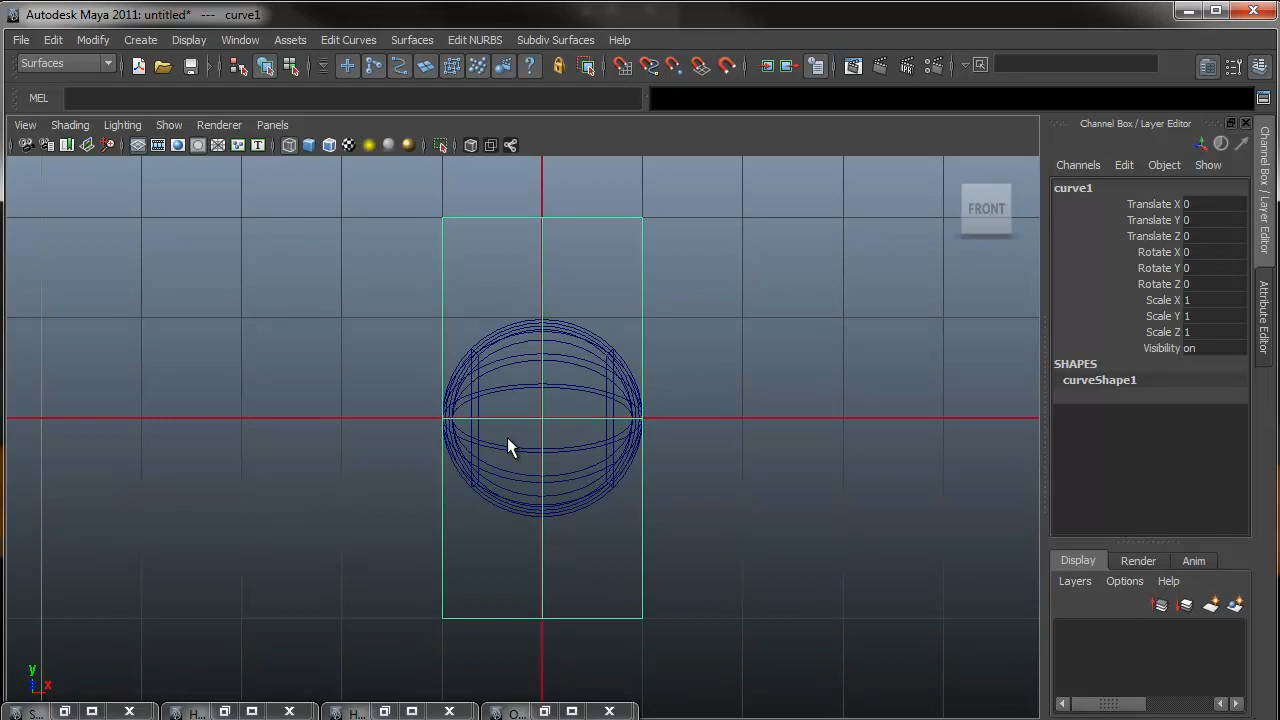 Autodesk Maya 2011: untitled* --- curve1
File Edit Modify Create Display Window Assets Edit Curves Surfaces Edit NURBS Subdiv Surfaces Help
Surfaces
MEL
View Shading Lighting Show Renderer Panels
Channel Box / Layer Editor
Channels Edit Object Show
curve1
Translate X 0
Translate Y 0
Translate Z 0
Rotate X 0
Rotate Y 0
Rotate Z 0
Scale X 1
Scale Y 1
Scale Z 1
Visibility on
SHAPES
curveShape1
Channel Box / Layer Editor
Attribute Editor
FRONT
Display Render Anim
Layers Options Help
y
z x
S... H... H... O...